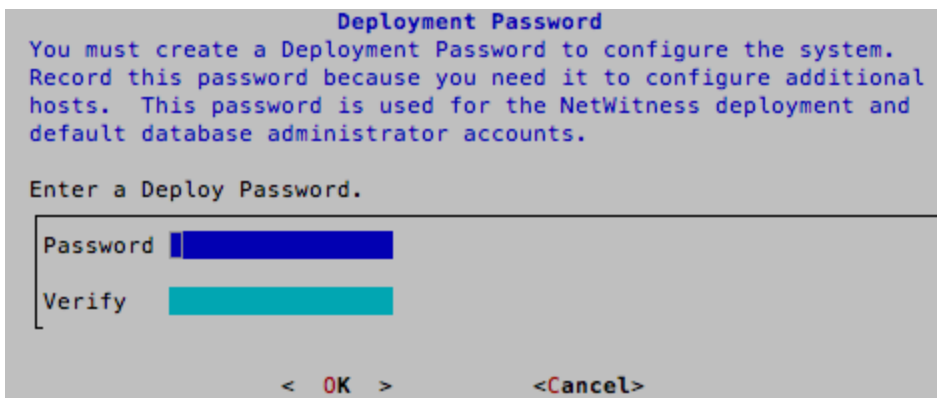 Deployment Password
You must create a Deployment Password to configure the system.
Record this password because you need it to configure additional
hosts.  This password is used for the NetWitness deployment and
default database administrator accounts.
Enter a Deploy Password.
Password
Verify
<  OK  >             <Cancel>